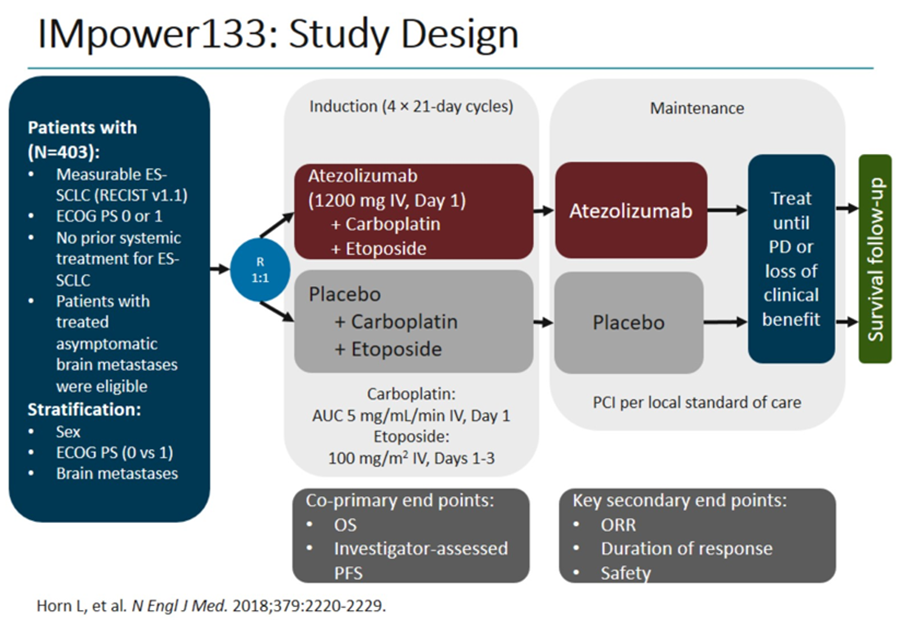 IMpower133: Study Design
Patients with
(N=403):
• Measurable ES-
SCLC (RECIST v1.1)
• ECOG PS 0 or 1
• No prior systemic
treatment for ES-
SCLC
• Patients with
treated
asymptomatic
brain metastases
were eligible
Stratification:
• Sex
• ECOG PS (0 vs 1)
• Brain metastases
R
1:1
Induction (4 × 21-day cycles)
Atezolizumab
(1200 mg IV, Day 1)
+ Carboplatin
+ Etoposide
Placebo
+ Carboplatin
+ Etoposide
Carboplatin:
AUC 5 mg/mL/min IV, Day 1
Etoposide:
100 mg/m² IV, Days 1-3
Maintenance
Atezolizumab
Placebo
Treat
until
PD or
loss of
clinical
benefit
PCI per local standard of care
Survival follow-up
Co-primary end points:
• OS
• Investigator-assessed
PFS
Key secondary end points:
• ORR
• Duration of response
• Safety
Horn L, et al. N Engl J Med. 2018;379:2220-2229.